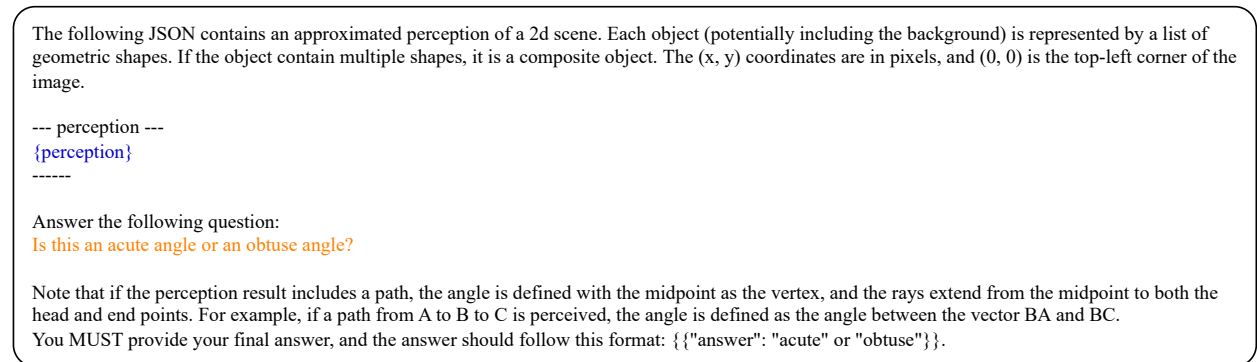 The following JSON contains an approximated perception of a 2d scene. Each object (potentially including the background) is represented by a list of
geometric shapes. If the object contain multiple shapes, it is a composite object. The (x, y) coordinates are in pixels, and (0, 0) is the top-left corner of the
image.
--- perception ---
{perception}
------
Answer the following question:
Is this an acute angle or an obtuse angle?
Note that if the perception result includes a path, the angle is defined with the midpoint as the vertex, and the rays extend from the midpoint to both the
head and end points. For example, if a path from A to B to C is perceived, the angle is defined as the angle between the vector BA and BC.
You MUST provide your final answer, and the answer should follow this format: {{"answer": "acute" or "obtuse"}}.